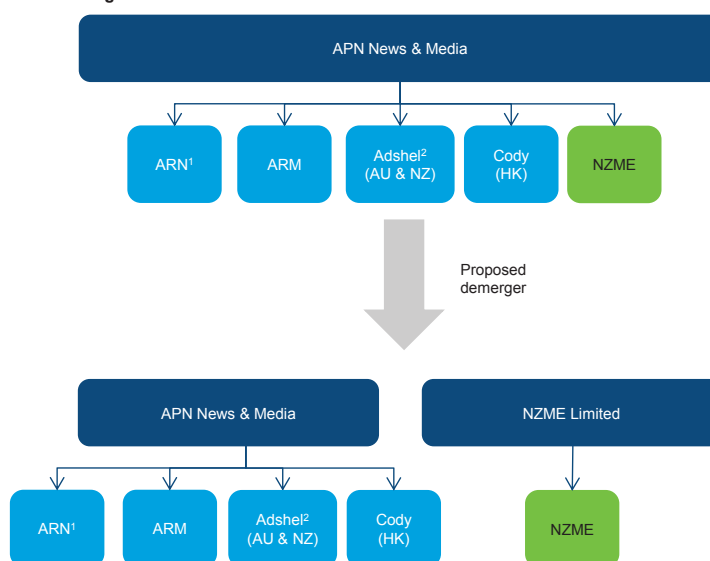 APN News & Media
ARN¹
ARM
Adshel²
(AU & NZ)
Cody
(HK)
NZME
Proposed
demerger
APN News & Media
NZME Limited
ARN¹
ARM
Adshel²
(AU & NZ)
Cody
(HK)
NZME